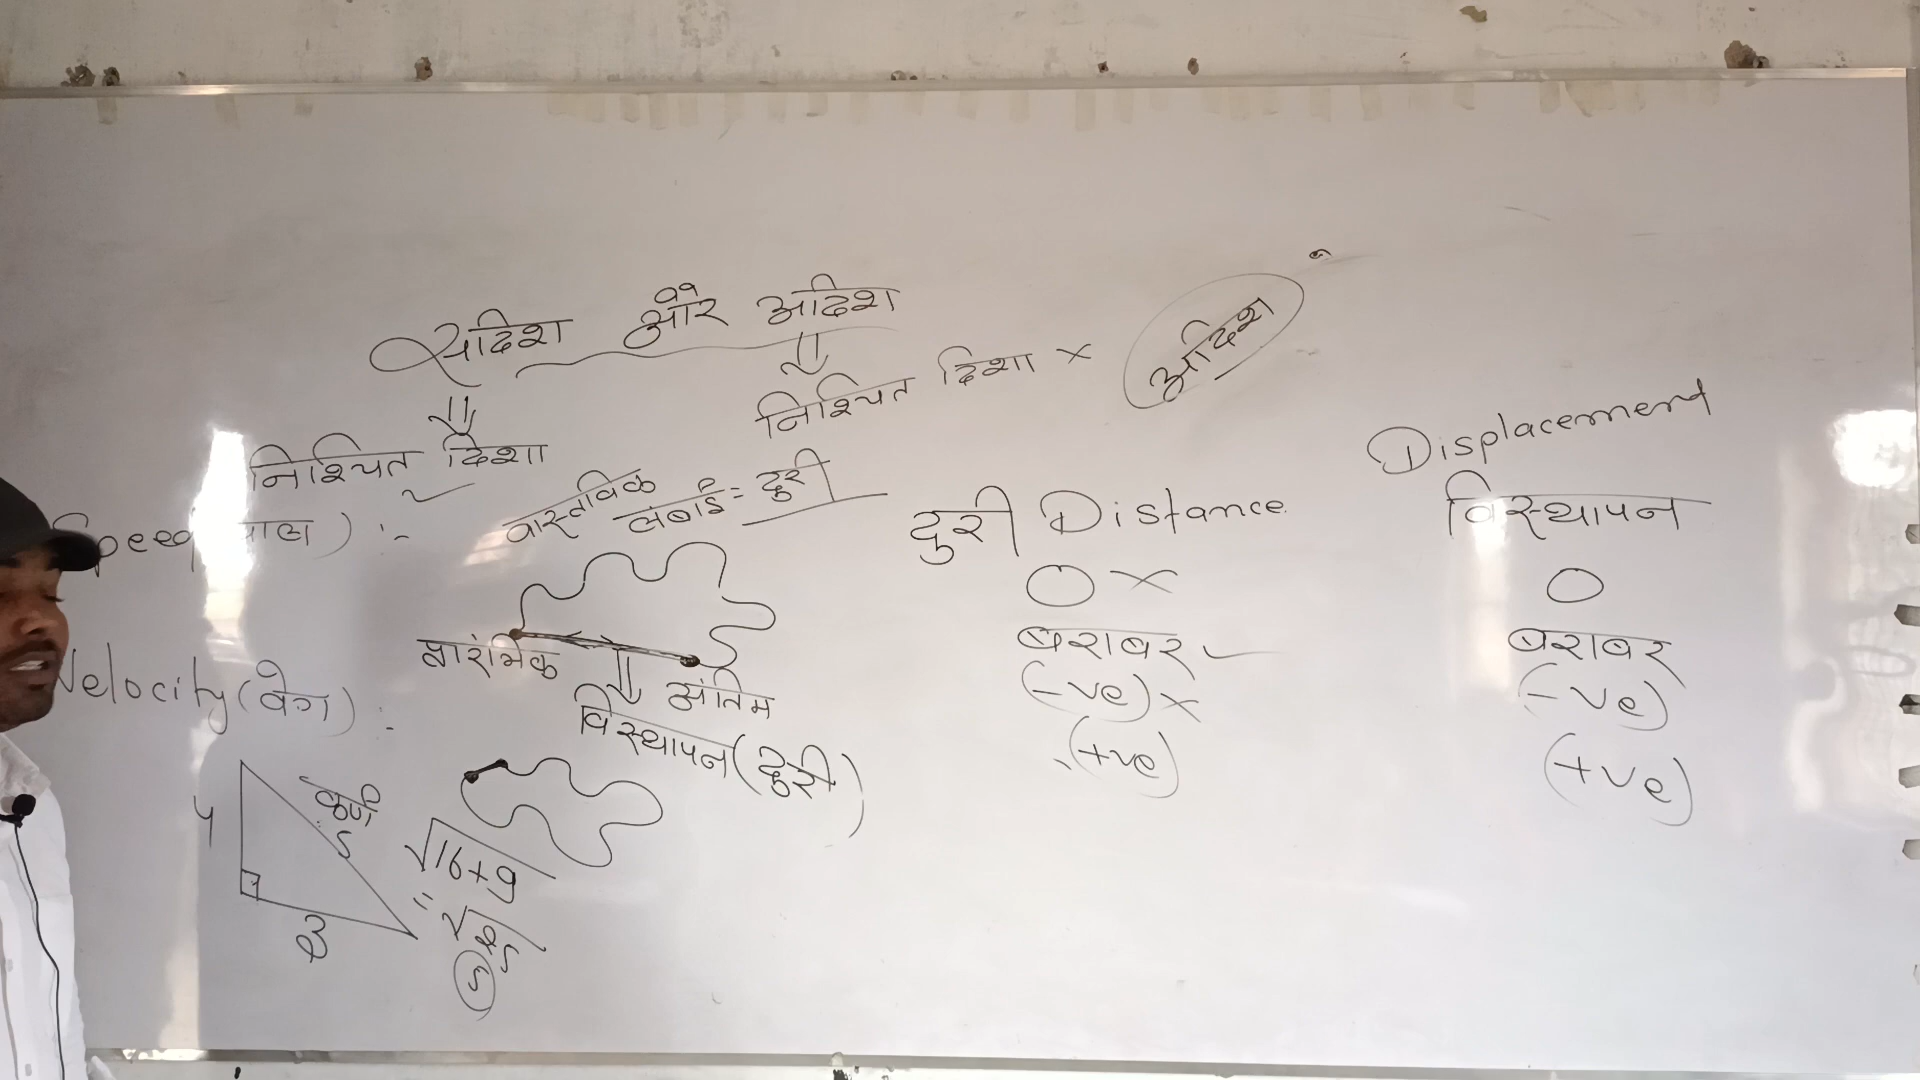 सदिश और अदिश
निश्चित दिशा
निश्चित दिशा ×
अदिश
वास्तविक
लंबाई = दुरी
दुरी Distance
0 ×
बराबर ✓
(-ve) ×
(+ve)
Displacement
विस्थापन
0
बराबर
(-ve)
(+ve)
प्रारंभिक
अंतिम
विस्थापन (दुरी)
Velocity (वेग) :-
4
कर्ण
5
3
√16+9
= √25
5